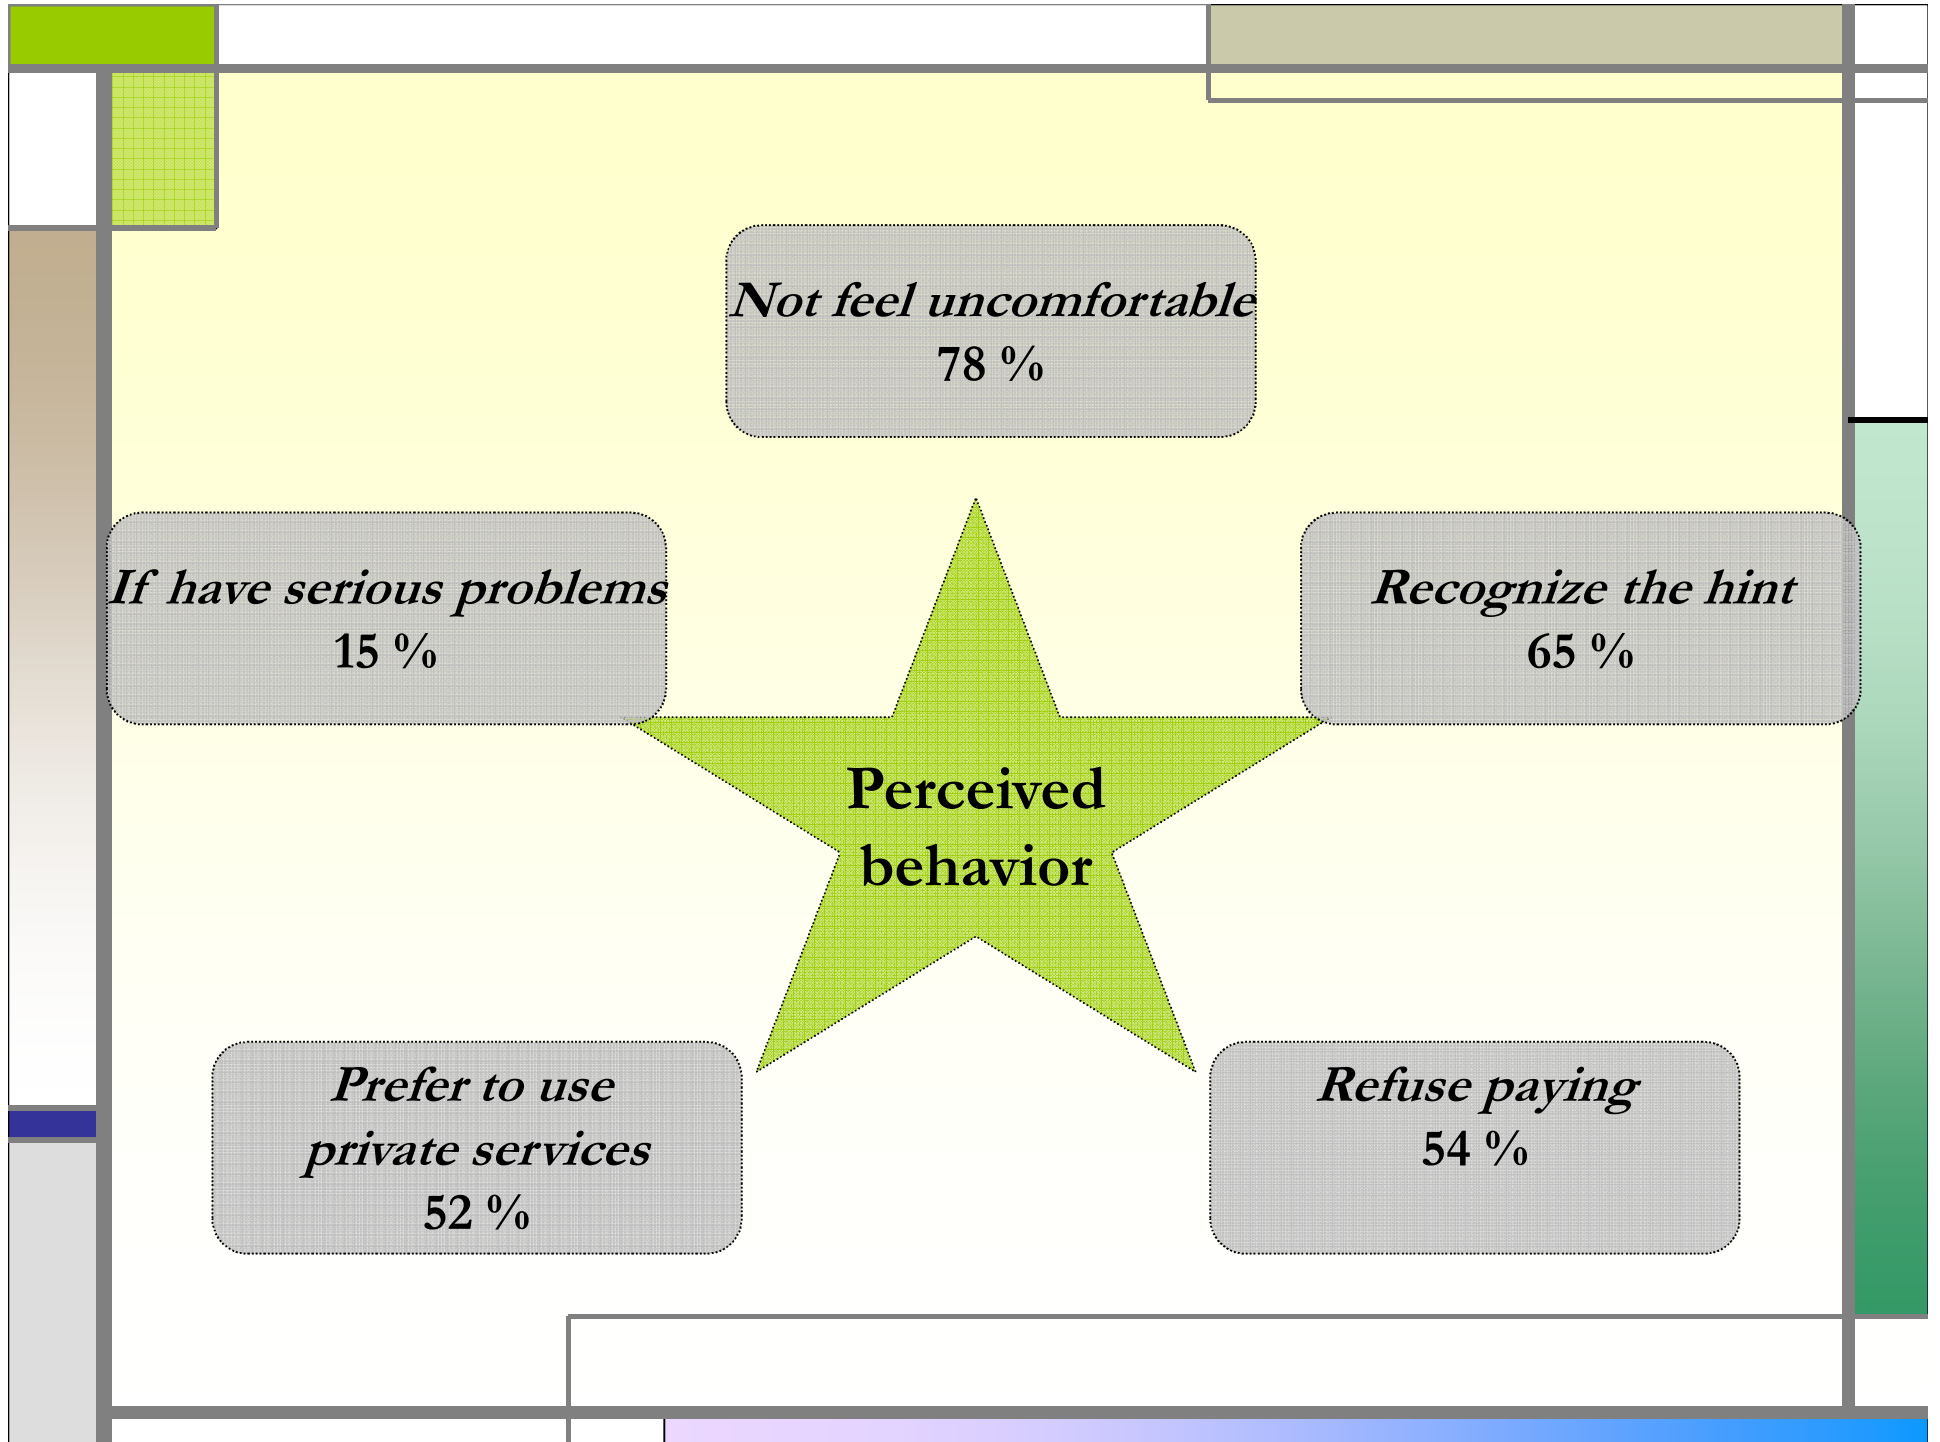 Not feel uncomfortable
78 %
If have serious problems
15 %
Recognize the hint
65 %
Perceived
behavior
Prefer to use
private services
52 %
Refuse paying
54 %